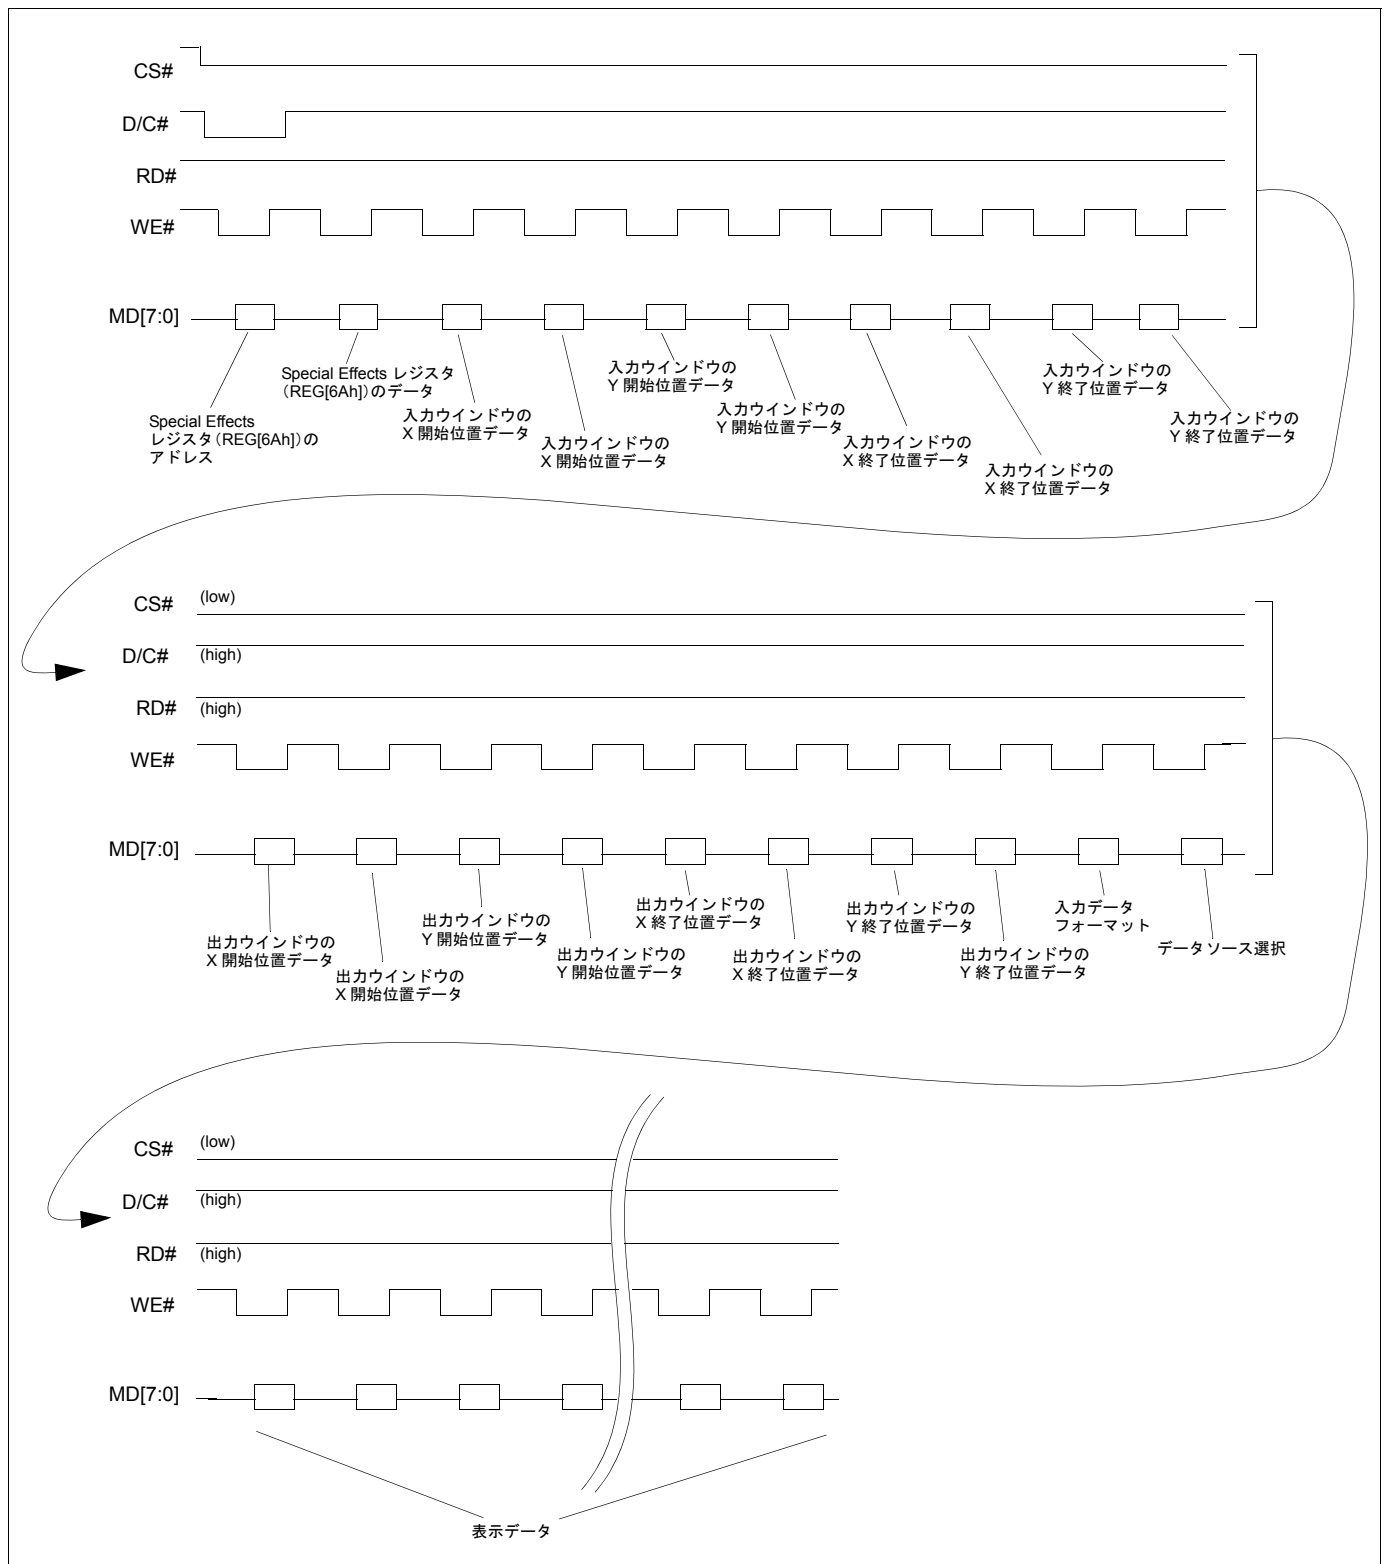 CS#
D/C#
RD#
WE#
MD[7:0]
Special Effects
レジスタ（REG[6Ah]）の
アドレス
Special Effects レジスタ
（REG[6Ah]）のデータ
入力ウインドウの
X 開始位置データ
入力ウインドウの
X 開始位置データ
入力ウインドウの
Y 開始位置データ
入力ウインドウの
Y 開始位置データ
入力ウインドウの
X 終了位置データ
入力ウインドウの
X 終了位置データ
入力ウインドウの
Y 終了位置データ
入力ウインドウの
Y 終了位置データ
CS# (low)
D/C# (high)
RD# (high)
WE#
MD[7:0]
出力ウインドウの
X 開始位置データ
出力ウインドウの
X 開始位置データ
出力ウインドウの
Y 開始位置データ
出力ウインドウの
Y 開始位置データ
出力ウインドウの
X 終了位置データ
出力ウインドウの
X 終了位置データ
出力ウインドウの
Y 終了位置データ
出力ウインドウの
Y 終了位置データ
入力データ
フォーマット
データソース選択
CS# (low)
D/C# (high)
RD# (high)
WE#
MD[7:0]
表示データ